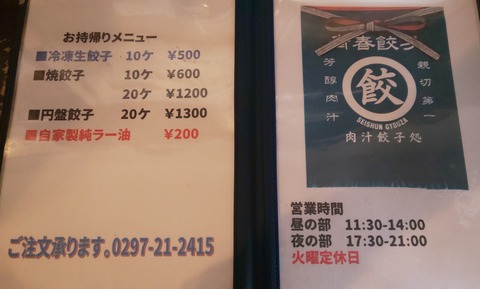 お持帰りメニュー
■冷凍生餃子 10ケ ¥500
■焼餃子 10ケ ¥600
20ケ ¥1200
■円盤餃子 20ケ ¥1300
■自家製純ラー油 ¥200
ご注文承ります。0297-21-2415
春餃子
親切第一
芳醇肉汁
餃
SEISHUN GYOUZA
肉汁餃子処
営業時間
昼の部 11:30-14:00
夜の部 17:30-21:00
火曜定休日